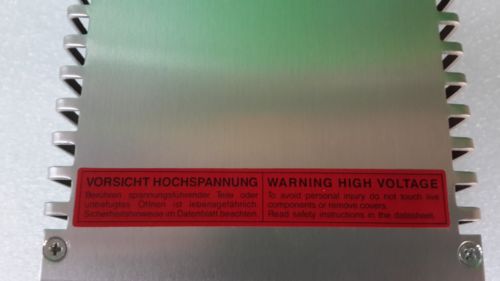 VORSICHT HOCHSPANNUNG
Berühren spannungsführender Teile oder
unbefugtes Öffnen ist lebensgefährlich.
Sicherheitshinweise im Datenblatt beachten.
WARNING HIGH VOLTAGE
To avoid personal injury do not touch live
components or remove covers.
Read safety instructions in the datasheet.